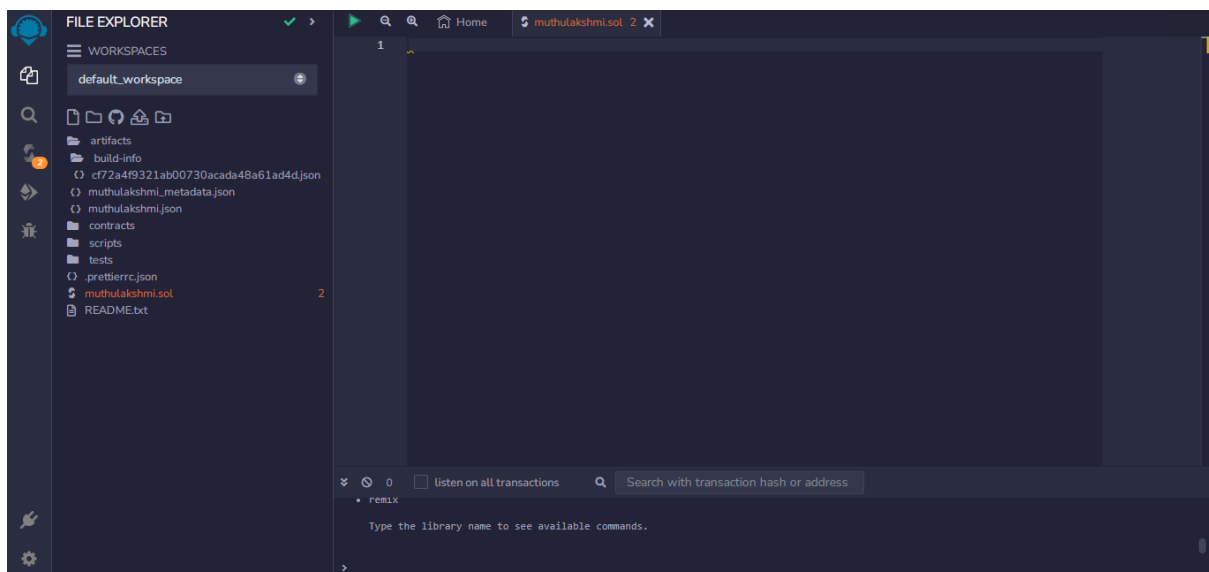 FILE EXPLORER
WORKSPACES
default_workspace
artifacts
build-info
cf72a4f9321ab00730acada48a61ad4d.json
muthulakshmi_metadata.json
muthulakshmi.json
contracts
scripts
tests
.prettierrc.json
muthulakshmi.sol 2
README.txt
2
Home
muthulakshmi.sol 2
1
0 listen on all transactions
Search with transaction hash or address
remix
Type the library name to see available commands.
>